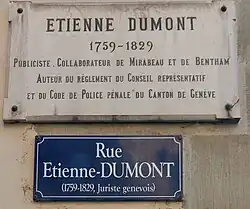 ETIENNE DUMONT
1759-1829
PUBLICISTE, COLLABORATEUR DE MIRABEAU ET DE BENTHAM
AUTEUR DU RÈGLEMENT DU CONSEIL REPRÉSENTATIF
ET DU CODE DE POLICE PÉNALE DU CANTON DE GENÈVE
Rue
Etienne-DUMONT
(1759-1829, Juriste genevois)